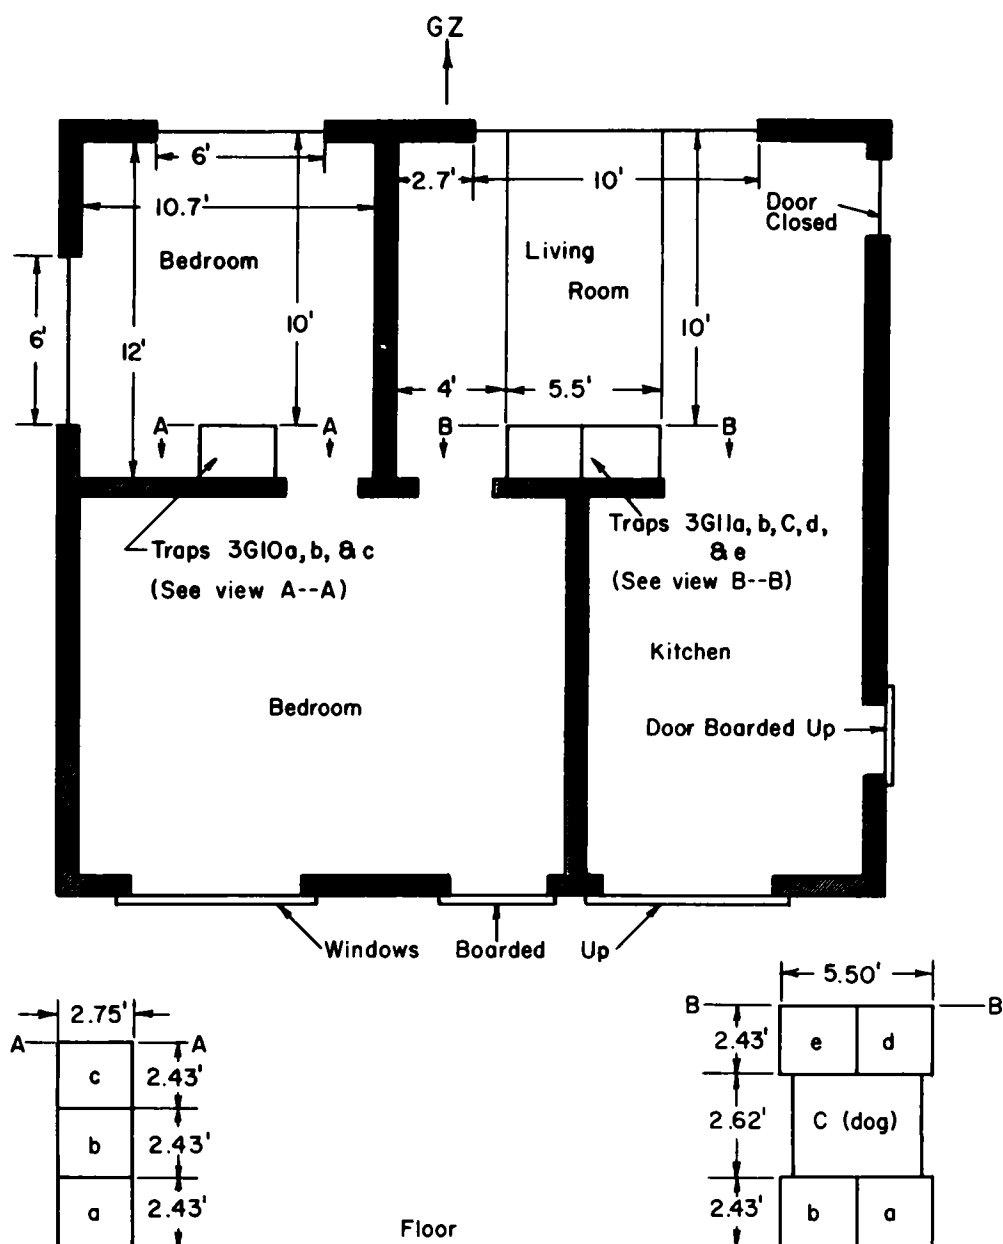 GZ
6'
2.7'
10'
10.7'
Door
Closed
Bedroom
Living
Room
6'
12'
10'
10'
4'
5.5'
A
A
B
B
Traps 3G10a, b, & c
(See view A--A)
Traps 3G11a, b, C, d,
& e
(See view B--B)
Kitchen
Bedroom
Door Boarded Up
Windows Boarded Up
2.75'
A
A
c
2.43'
b
2.43'
a
2.43'
Floor
5.50'
B
B
2.43'
e
d
2.62'
C (dog)
2.43'
b
a